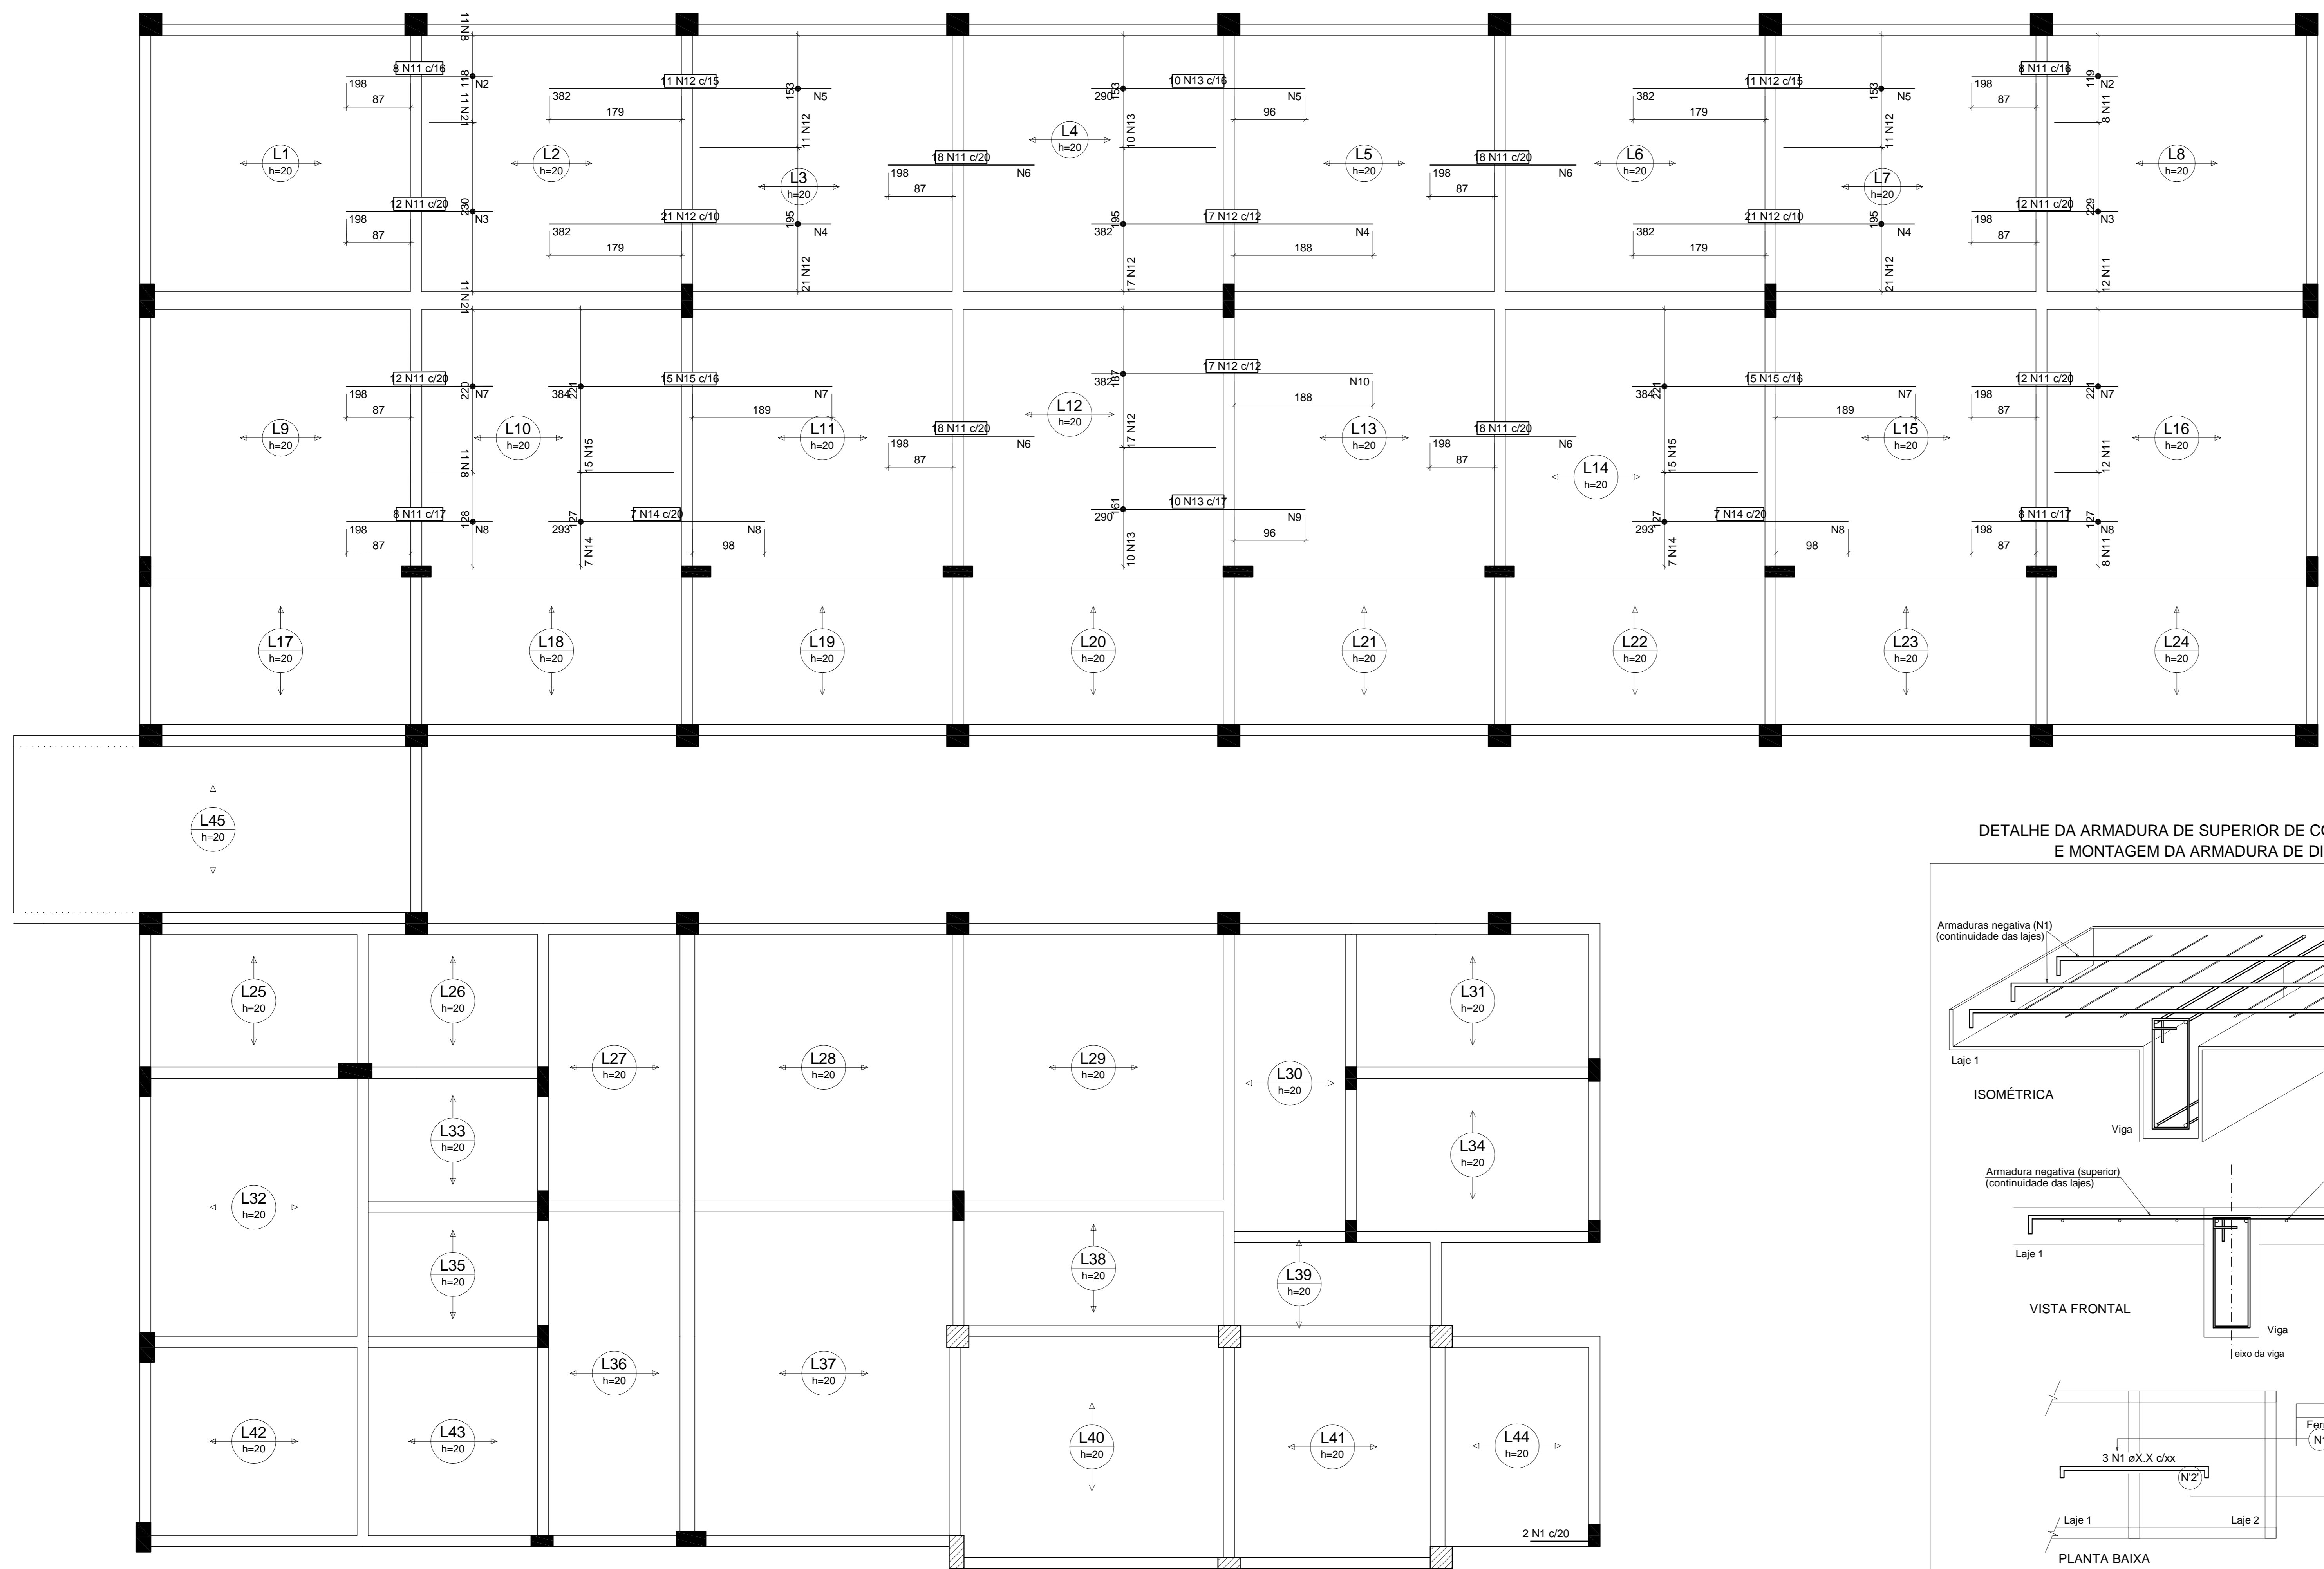 11 N8
8 N11 c/16
198
87
118
N2
11 N21
11 N12 c/15
382
179
153
N5
11 N12
10 N13 c/16
290
153
N5
96
10 N13
11 N12 c/15
382
179
153
N5
11 N12
8 N11 c/16
198
87
119
N2
8 N11
L1
h=20
L2
h=20
L3
h=20
L4
h=20
L5
h=20
L6
h=20
L7
h=20
L8
h=20
18 N11 c/20
198
87
N6
18 N11 c/20
198
87
N6
12 N11 c/20
198
87
230
N3
11 N21
21 N12 c/10
382
179
195
N4
21 N12
17 N12 c/12
382
195
N4
188
17 N12
21 N12 c/10
382
179
195
N4
21 N12
12 N11 c/20
198
87
229
N3
12 N11
12 N11 c/20
198
87
220
N7
11 N8
15 N15 c/16
384
221
N7
189
15 N15
17 N12 c/12
382
187
N10
188
17 N12
15 N15 c/16
384
221
N7
189
15 N15
12 N11 c/20
198
87
221
N7
12 N11
L9
h=20
L10
h=20
L11
h=20
L12
h=20
L13
h=20
L14
h=20
L15
h=20
L16
h=20
18 N11 c/20
198
87
N6
18 N11 c/20
198
87
N6
8 N11 c/17
198
87
128
N8
7 N14 c/20
293
127
N8
98
7 N14
10 N13 c/17
290
161
N9
96
10 N13
7 N14 c/20
293
127
N8
98
7 N14
8 N11 c/17
198
87
127
N8
8 N11
L17
h=20
L18
h=20
L19
h=20
L20
h=20
L21
h=20
L22
h=20
L23
h=20
L24
h=20
L45
h=20
L25
h=20
L26
h=20
L27
h=20
L28
h=20
L29
h=20
L30
h=20
L31
h=20
L32
h=20
L33
h=20
L34
h=20
L35
h=20
L36
h=20
L37
h=20
L38
h=20
L39
h=20
L40
h=20
L41
h=20
L42
h=20
L43
h=20
L44
h=20
2 N1 c/20
DETALHE DA ARMADURA DE SUPERIOR DE CO
E MONTAGEM DA ARMADURA DE DI
Armaduras negativa (N1)
(continuidade das lajes)
Laje 1
ISOMÉTRICA
Viga
Armadura negativa (superior)
(continuidade das lajes)
Laje 1
VISTA FRONTAL
Viga
eixo da viga
3 N1 øX.X c/xx
N'2'
Laje 1
Laje 2
PLANTA BAIXA